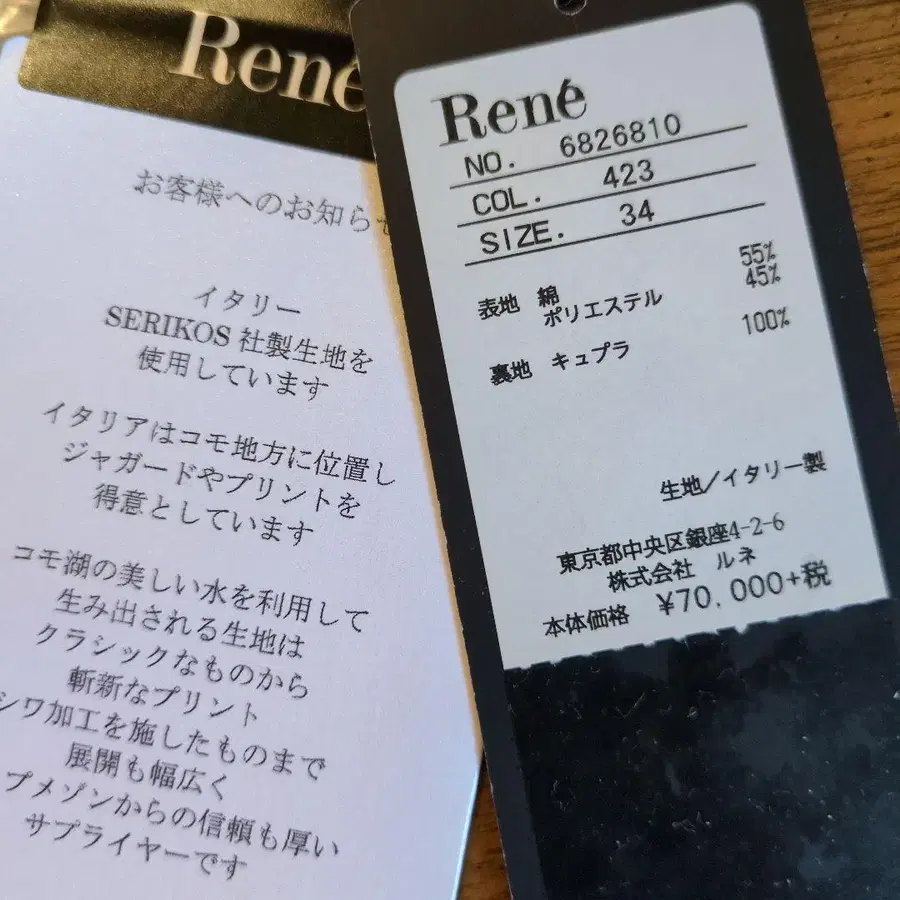 René
お客様へのお知らせ
イタリー
SERIKOS 社製生地を
使用しています
イタリアはコモ地方に位置し
ジャガードやプリントを
得意としています
コモ湖の美しい水を利用して
生み出される生地は
クラシックなものから
斬新なプリント
シワ加工を施したものまで
展開も幅広く
プメゾンからの信頼も厚い
サプライヤーです
René
NO. 6826810
COL. 423
SIZE. 34
表地 綿 55%
ポリエステル 45%
裏地 キュプラ 100%
生地/イタリー製
東京都中央区銀座4-2-6
株式会社 ルネ
本体価格 ¥70,000+税